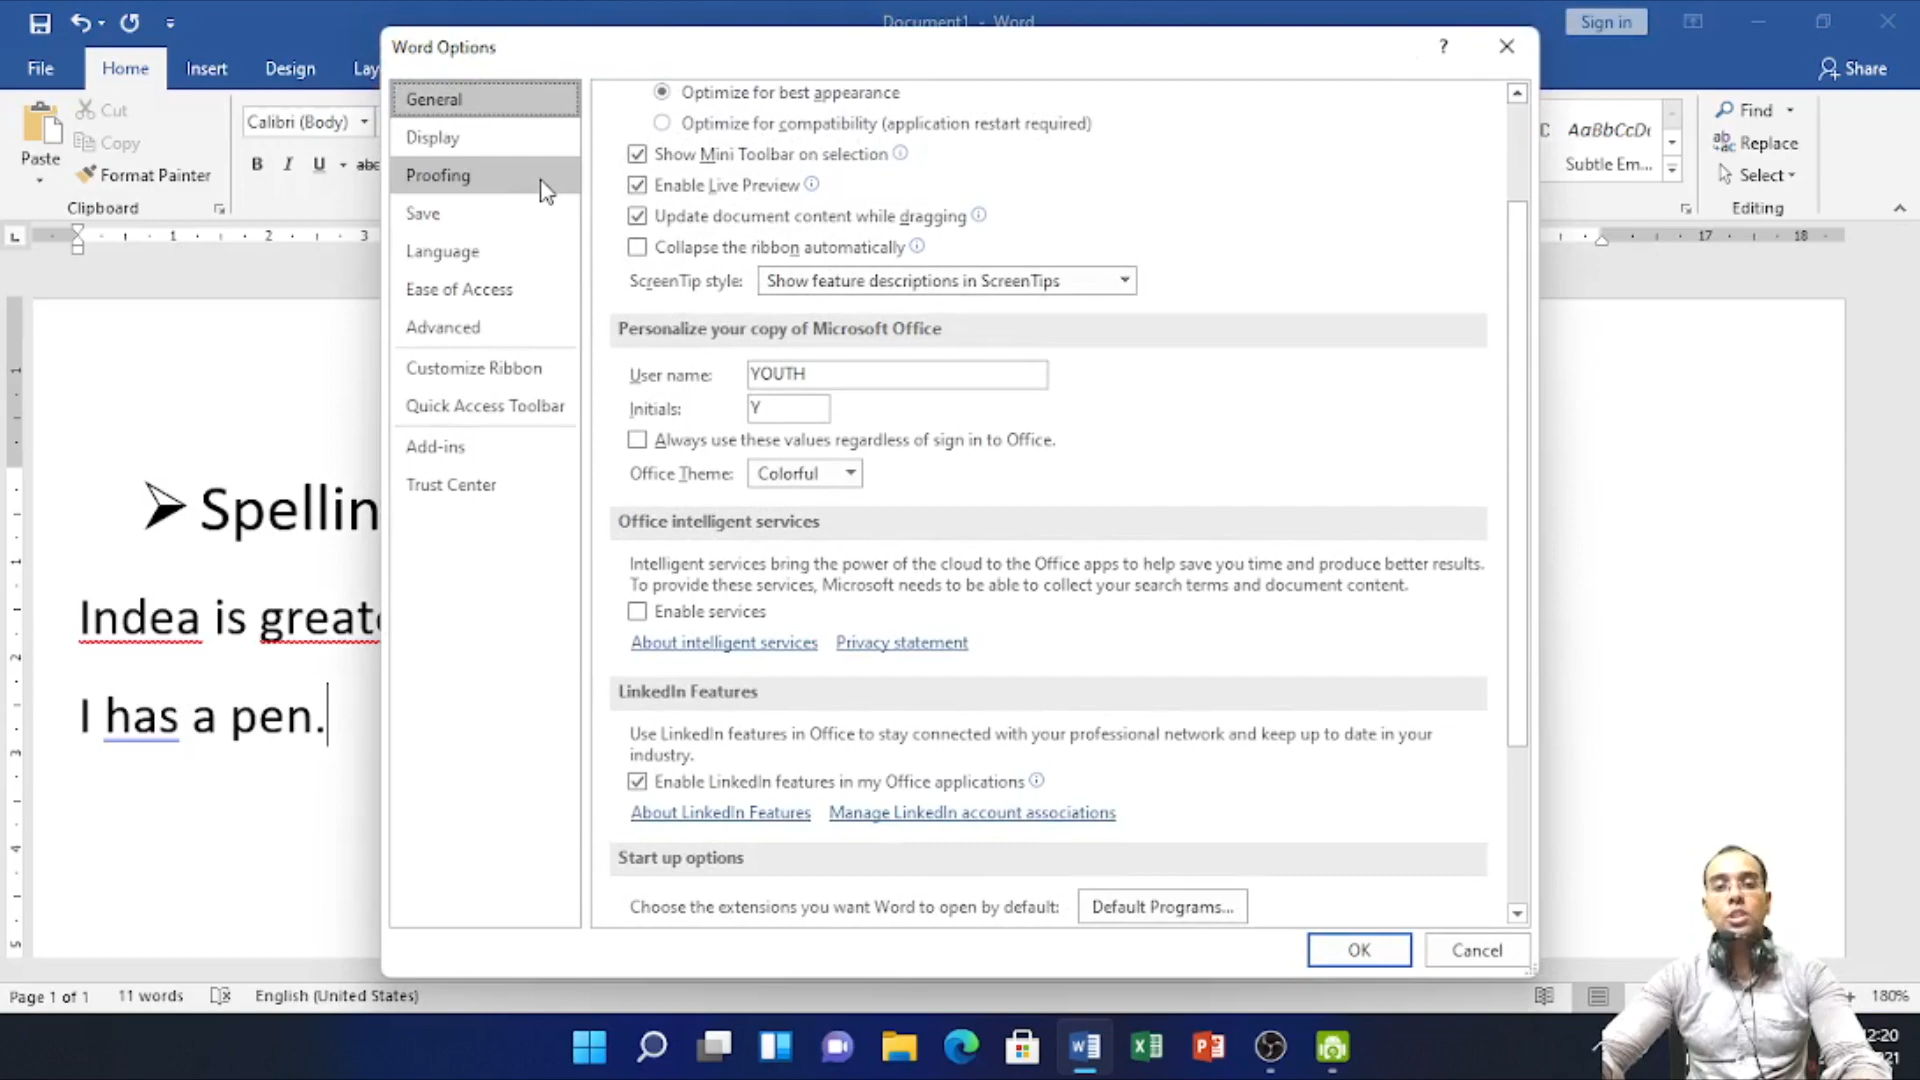 Document1 - Word
Sign in
File Home Insert Design Lay
Share
Paste
Cut
Copy
Format Painter
Clipboard
Calibri (Body)
B I U abc
AaBbCcDı
Subtle Em...
Find
Replace
Select
Editing
1 2 3
17 18
Word Options
General
Display
Proofing
Save
Language
Ease of Access
Advanced
Customize Ribbon
Quick Access Toolbar
Add-ins
Trust Center
Optimize for best appearance
Optimize for compatibility (application restart required)
Show Mini Toolbar on selection
Enable Live Preview
Update document content while dragging
Collapse the ribbon automatically
ScreenTip style: Show feature descriptions in ScreenTips
Personalize your copy of Microsoft Office
User name: YOUTH
Initials: Y
Always use these values regardless of sign in to Office.
Office Theme: Colorful
Office intelligent services
Intelligent services bring the power of the cloud to the Office apps to help save you time and produce better results.
To provide these services, Microsoft needs to be able to collect your search terms and document content.
Enable services
About intelligent services Privacy statement
LinkedIn Features
Use LinkedIn features in Office to stay connected with your professional network and keep up to date in your
industry.
Enable LinkedIn features in my Office applications
About LinkedIn Features Manage LinkedIn account associations
Start up options
Choose the extensions you want Word to open by default: Default Programs...
OK Cancel
Spellin
Indea is greate
I has a pen.
Page 1 of 1 11 words English (United States)
180%